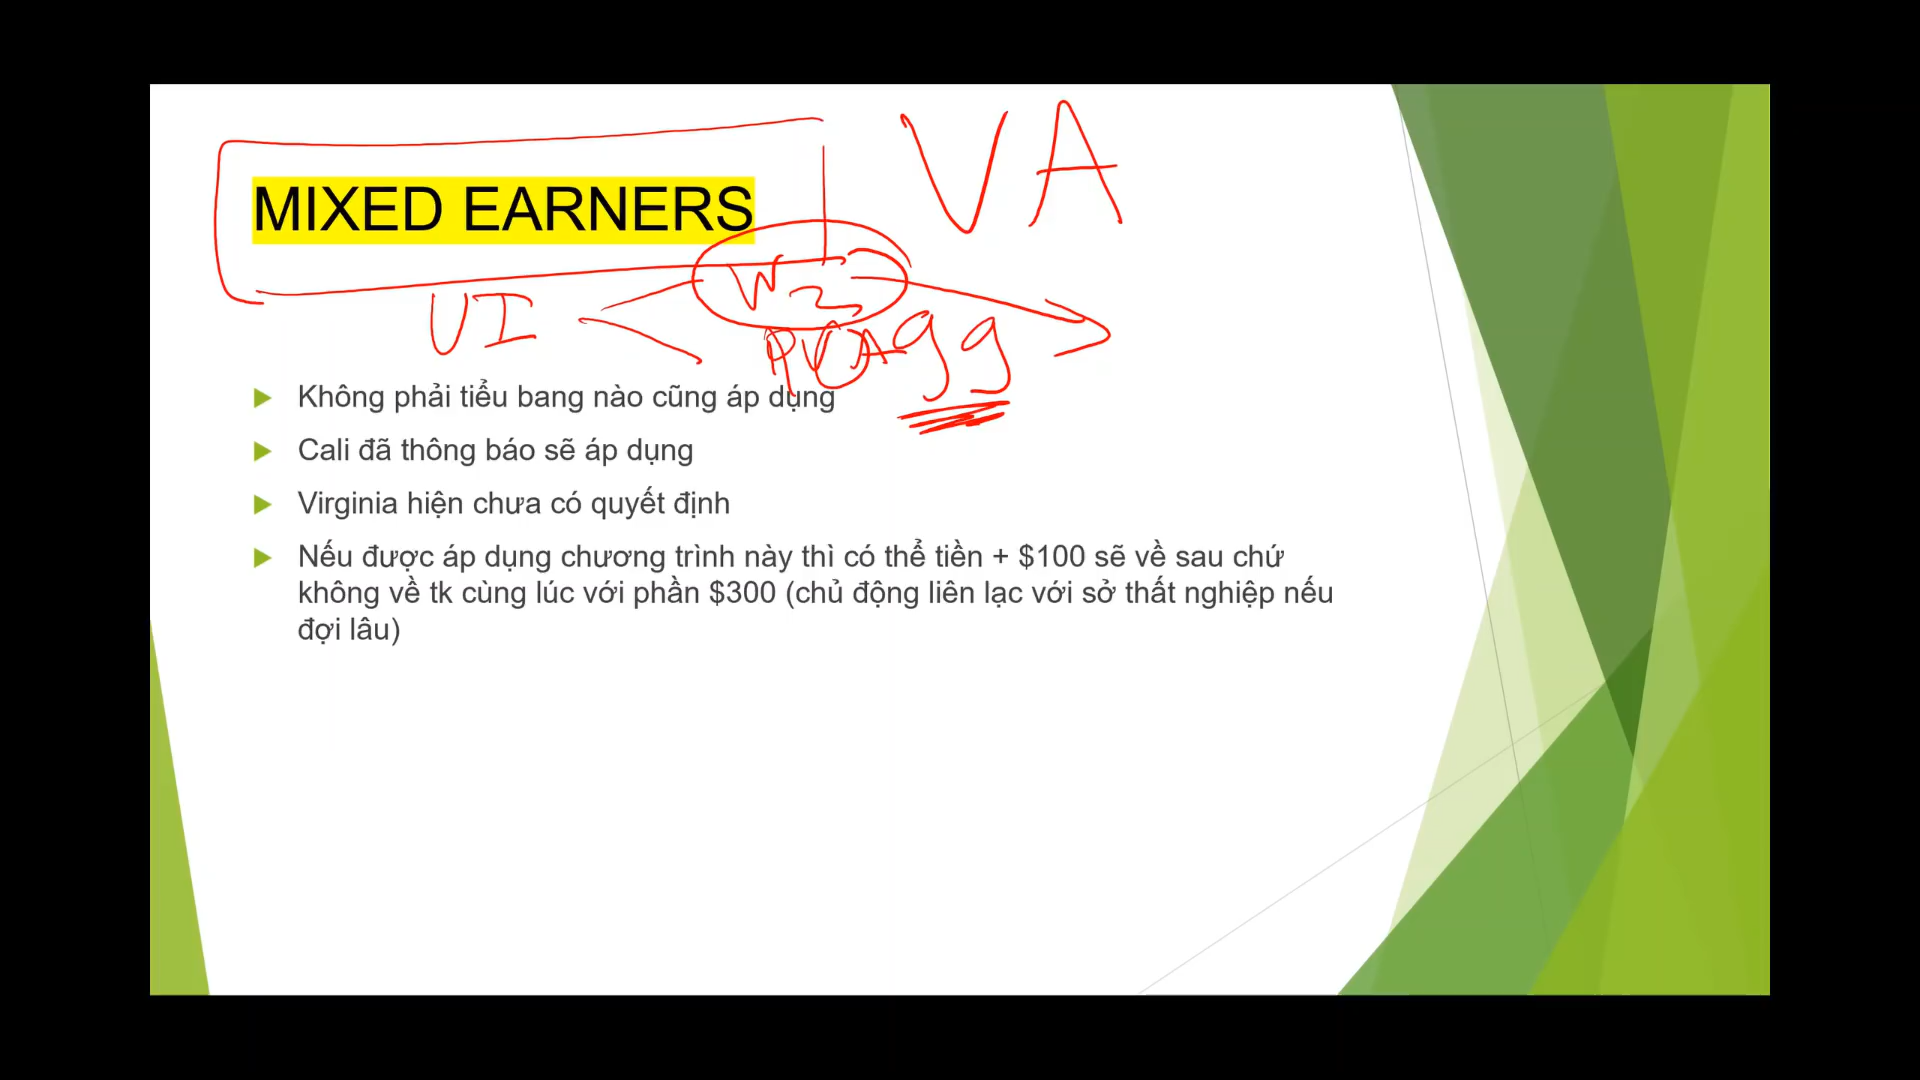 VA
MIXED EARNERS
W2
UI
PUA 99
Không phải tiểu bang nào cũng áp dụng
Cali đã thông báo sẽ áp dụng
Virginia hiện chưa có quyết định
Nếu được áp dụng chương trình này thì có thể tiền + $100 sẽ về sau chứ
không về tk cùng lúc với phần $300 (chủ động liên lạc với sở thất nghiệp nếu
đợi lâu)